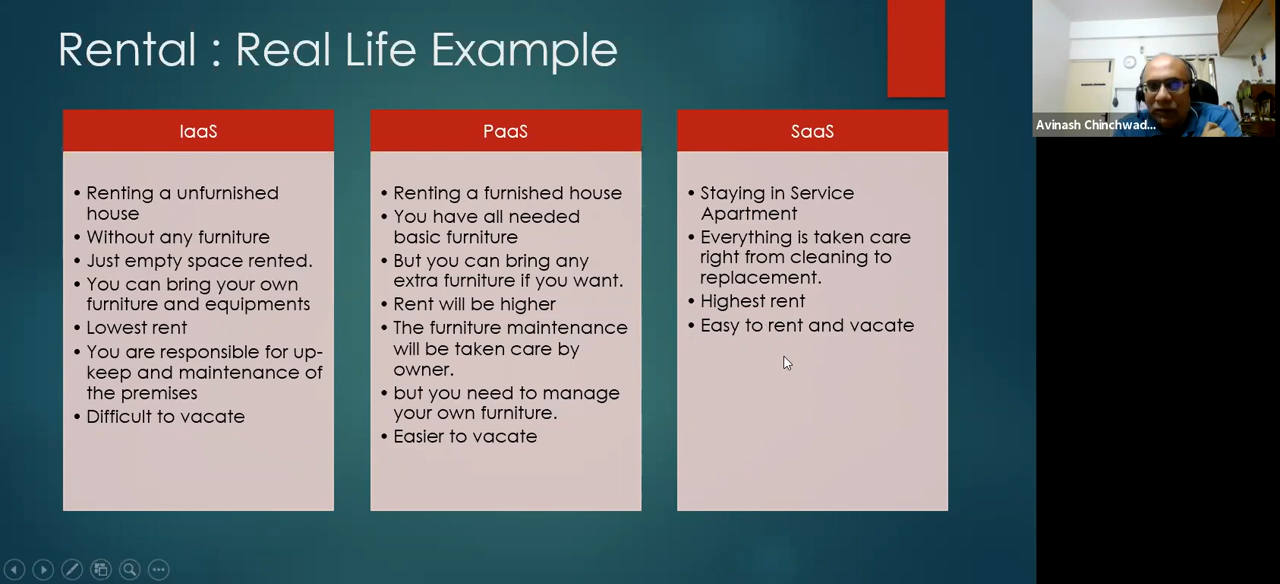 Rental : Real Life Example
IaaS
• Renting a unfurnished
house
• Without any furniture
• Just empty space rented.
• You can bring your own
furniture and equipments
• Lowest rent
• You are responsible for up-
keep and maintenance of
the premises
• Difficult to vacate
PaaS
• Renting a furnished house
• You have all needed
basic furniture
• But you can bring any
extra furniture if you want.
• Rent will be higher
• The furniture maintenance
will be taken care by
owner.
• but you need to manage
your own furniture.
• Easier to vacate
SaaS
• Staying in Service
Apartment
• Everything is taken care
right from cleaning to
replacement.
• Highest rent
• Easy to rent and vacate
Avinash Chinchwad...